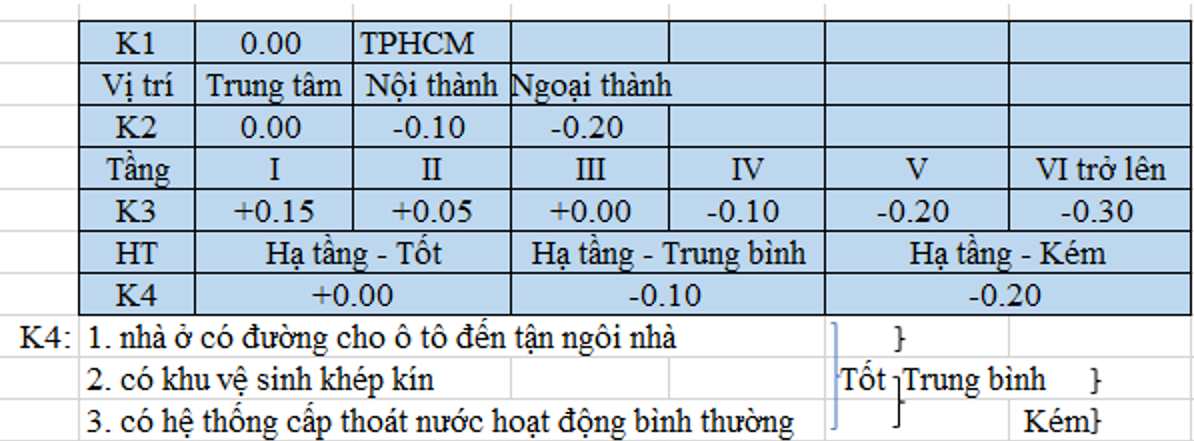 K1 0.00 TPHCM
Vị trí Trung tâm Nội thành Ngoại thành
K2 0.00 -0.10 -0.20
Tầng I II III IV V VI trở lên
K3 +0.15 +0.05 +0.00 -0.10 -0.20 -0.30
HT Hạ tầng - Tốt Hạ tầng - Trung bình Hạ tầng - Kém
K4 +0.00 -0.10 -0.20
K4: 1. nhà ở có đường cho ô tô đến tận ngôi nhà }
2. có khu vệ sinh khép kín Tốt Trung bình }
3. có hệ thống cấp thoát nước hoạt động bình thường Kém}